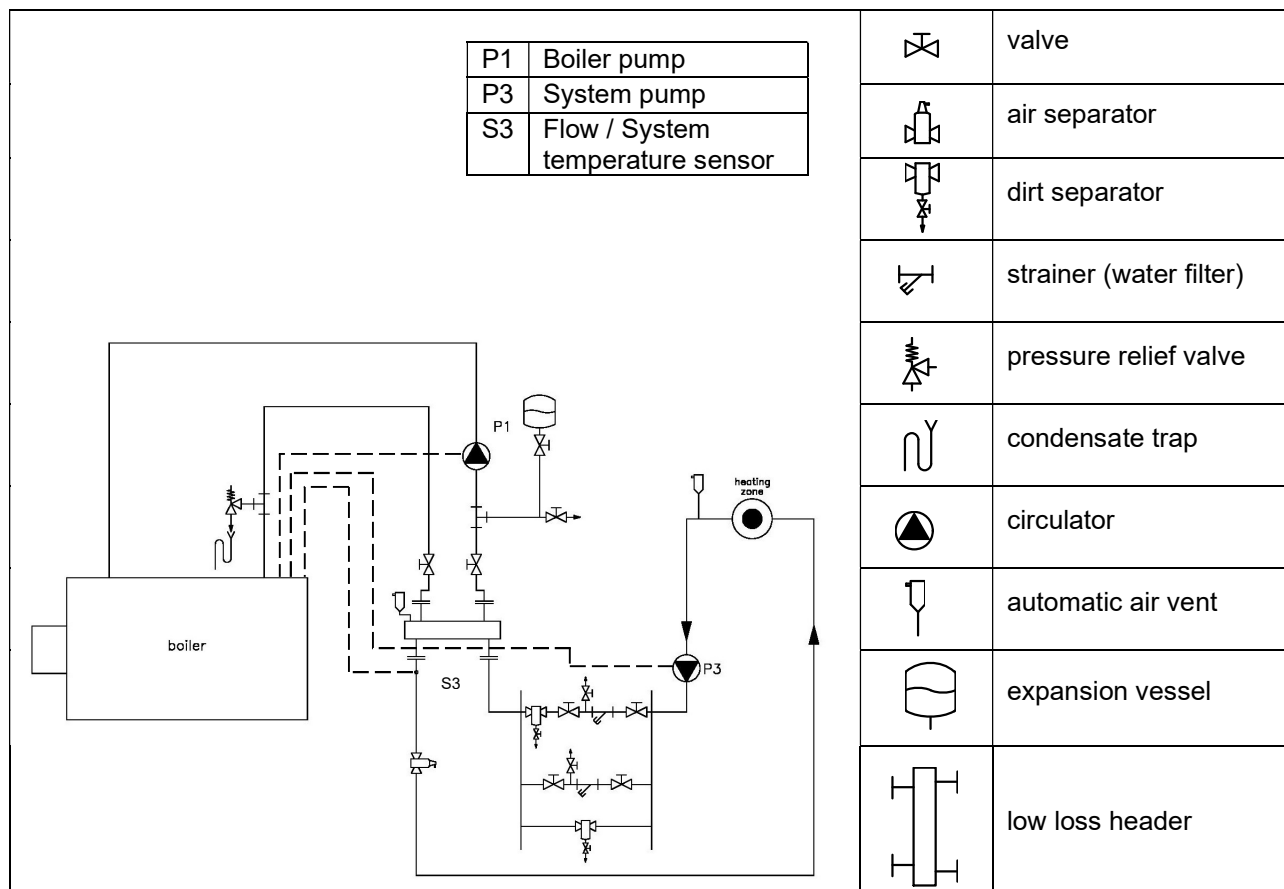 P1 Boiler pump
P3 System pump
S3 Flow / System
temperature sensor
valve
air separator
dirt separator
strainer (water filter)
pressure relief valve
condensate trap
circulator
automatic air vent
expansion vessel
low loss header
P1
heating
zone
boiler
S3
P3